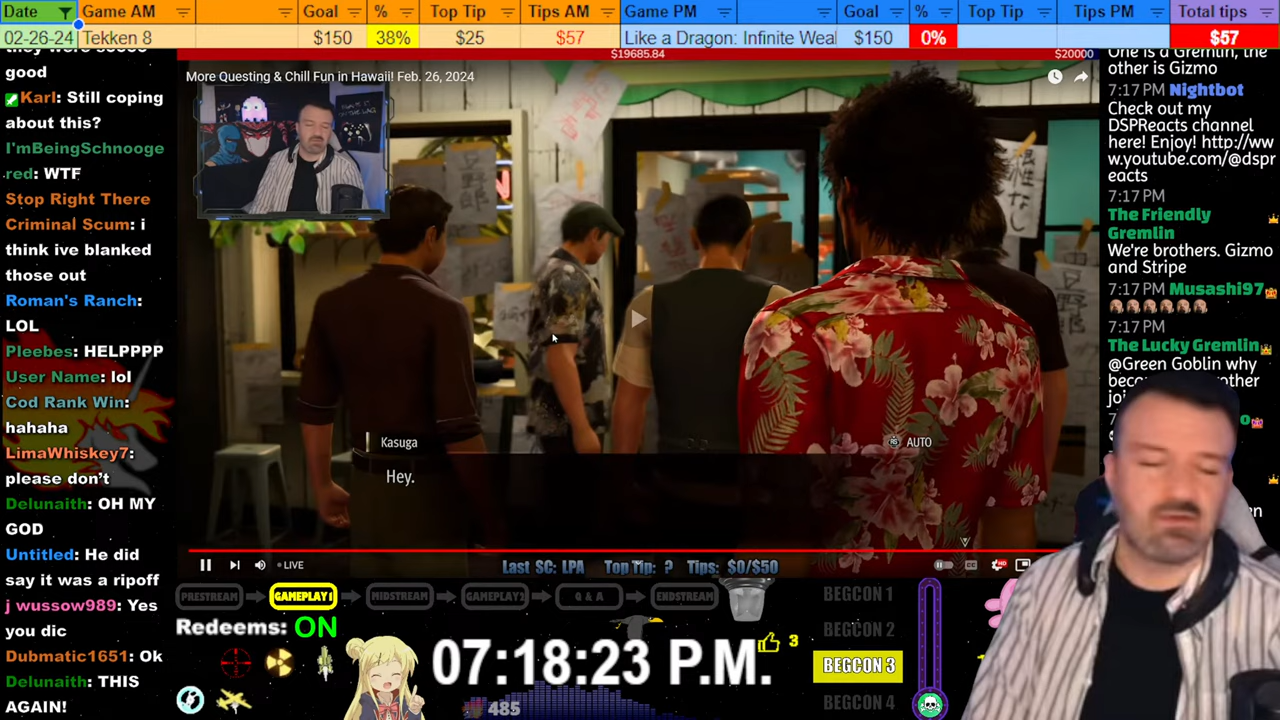 Date
Game AM
Goal
%
Top Tip
Tips AM
Game PM
Goal
%
Top Tip
Tips PM
Total tips
02-26-24
Tekken 8
$150
38%
$25
$57
Like a Dragon: Infinite Weal
$150
0%
$57
$19685.84
$20000
good
Karl: Still coping
about this?
I'mBeingSchnooge
red: WTF
Stop Right There
Criminal Scum: i
think ive blanked
those out
Roman's Ranch:
LOL
Pleebes: HELPPPP
User Name: lol
Cod Rank Win:
hahaha
LimaWhiskey7:
please don't
Delunaith: OH MY
GOD
Untitled: He did
say it was a ripoff
j wussow989: Yes
you dic
Dubmatic1651: Ok
Delunaith: THIS
AGAIN!
More Questing & Chill Fun in Hawaii! Feb. 26, 2024
Kasuga
Hey.
AUTO
LIVE
Last SC: LPA
Top Tip: ?
Tips: $0/$50
One is a Gremlin, the
other is Gizmo
7:17 PM Nightbot
Check out my
DSPReacts channel
here! Enjoy! http://ww
w.youtube.com/@dspr
eacts
7:17 PM
The Friendly
Gremlin
We're brothers. Gizmo
and Stripe
7:17 PM Musashi97
7:17 PM
The Lucky Gremlin
@Green Goblin why
PRESTREAM
GAMEPLAY1
MIDSTREAM
GAMEPLAY2
Q & A
ENDSTREAM
Redeems: ON
07:18:23 P.M.
3
485
BEGCON 1
BEGCON 2
BEGCON 3
BEGCON 4